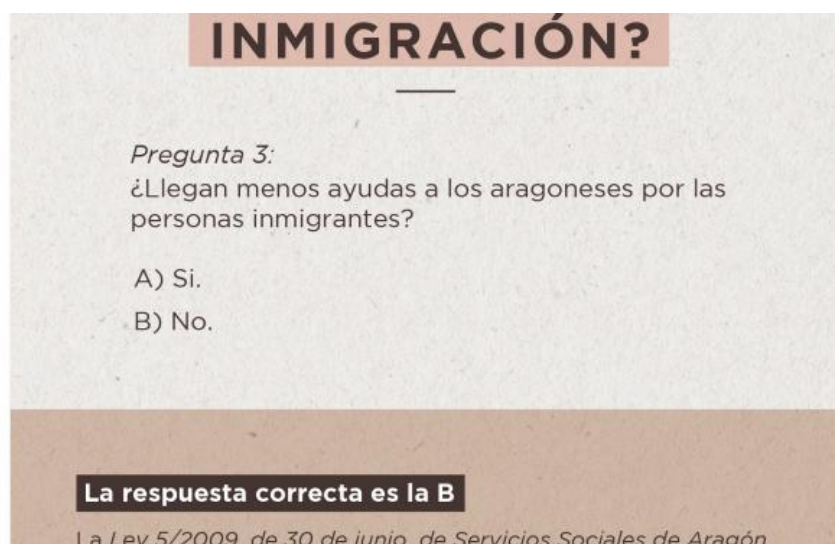 INMIGRACIÓN?
Pregunta 3:
¿Llegan menos ayudas a los aragoneses por las
personas inmigrantes?
A) Si.
B) No.
La respuesta correcta es la B
La Ley 5/2009, de 30 de junio, de Servicios Sociales de Aragón